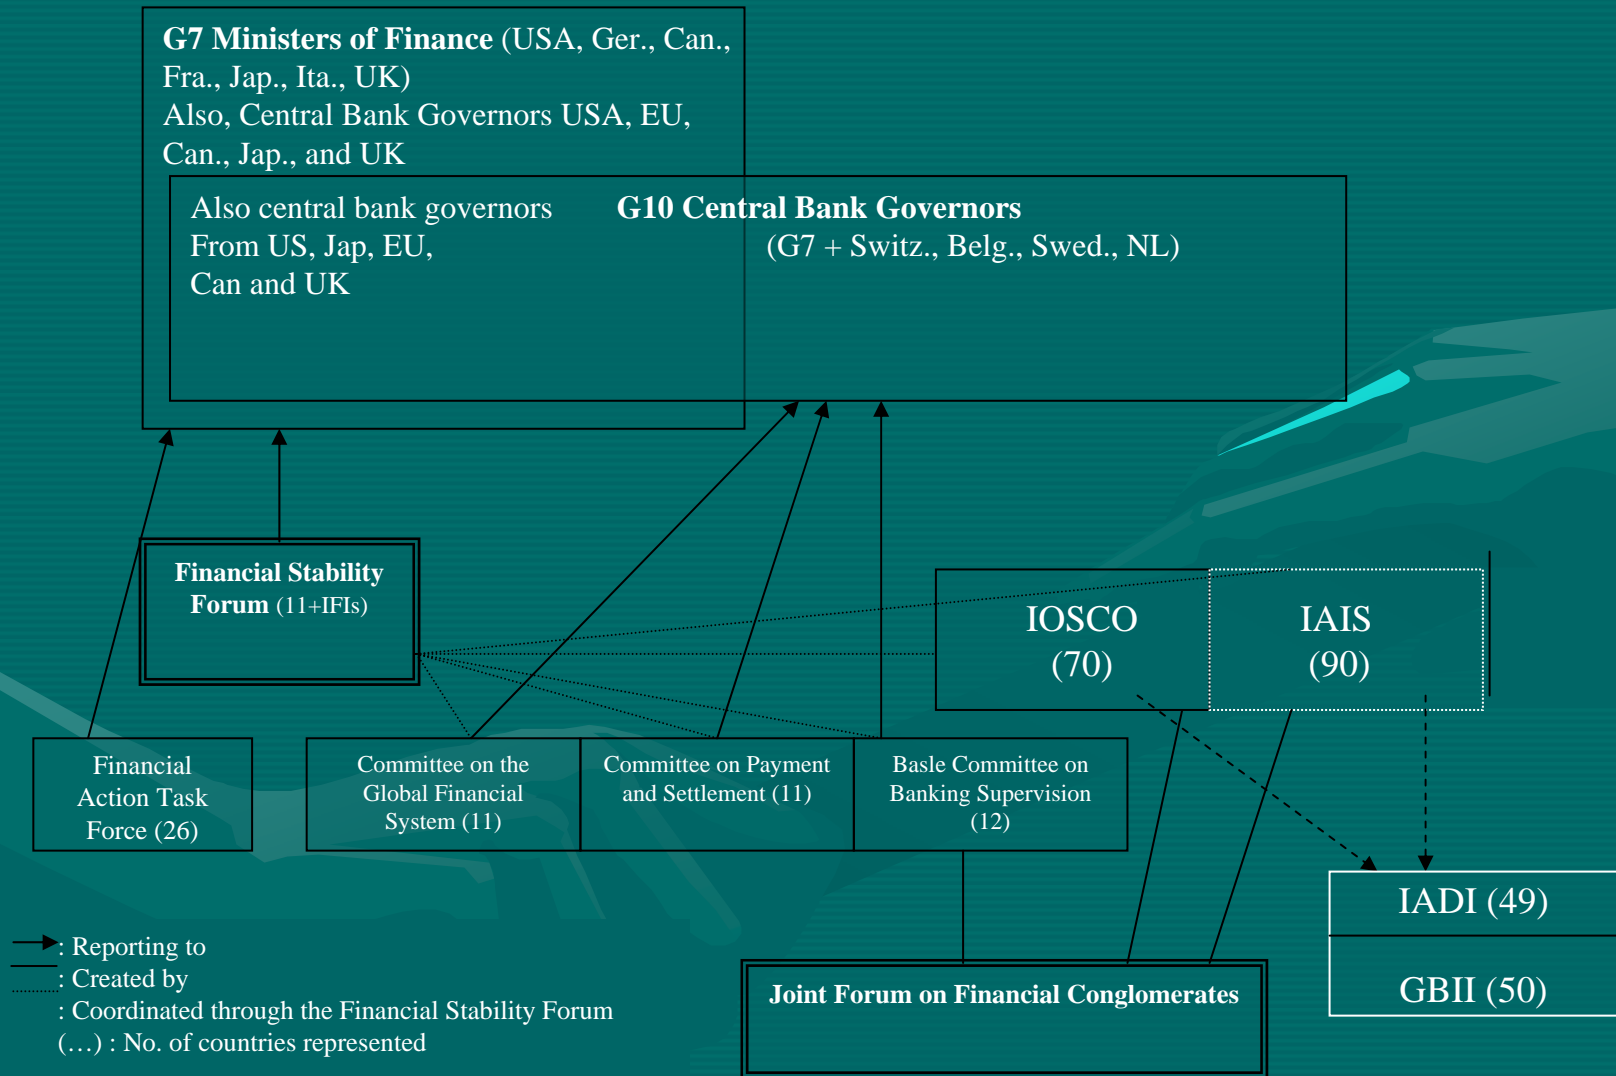 G7 Ministers of Finance (USA, Ger., Can.,
Fra., Jap., Ita., UK)
Also, Central Bank Governors USA, EU,
Can., Jap., and UK
Also central bank governors
From US, Jap, EU,
Can and UK
G10 Central Bank Governors
(G7 + Switz., Belg., Swed., NL)
Financial Stability
Forum (11+IFIs)
IOSCO
(70)
IAIS
(90)
Financial
Action Task
Force (26)
Committee on the
Global Financial
System (11)
Committee on Payment
and Settlement (11)
Basle Committee on
Banking Supervision
(12)
IADI (49)
GBII (50)
Joint Forum on Financial Conglomerates
: Reporting to
: Created by
: Coordinated through the Financial Stability Forum
(…) : No. of countries represented